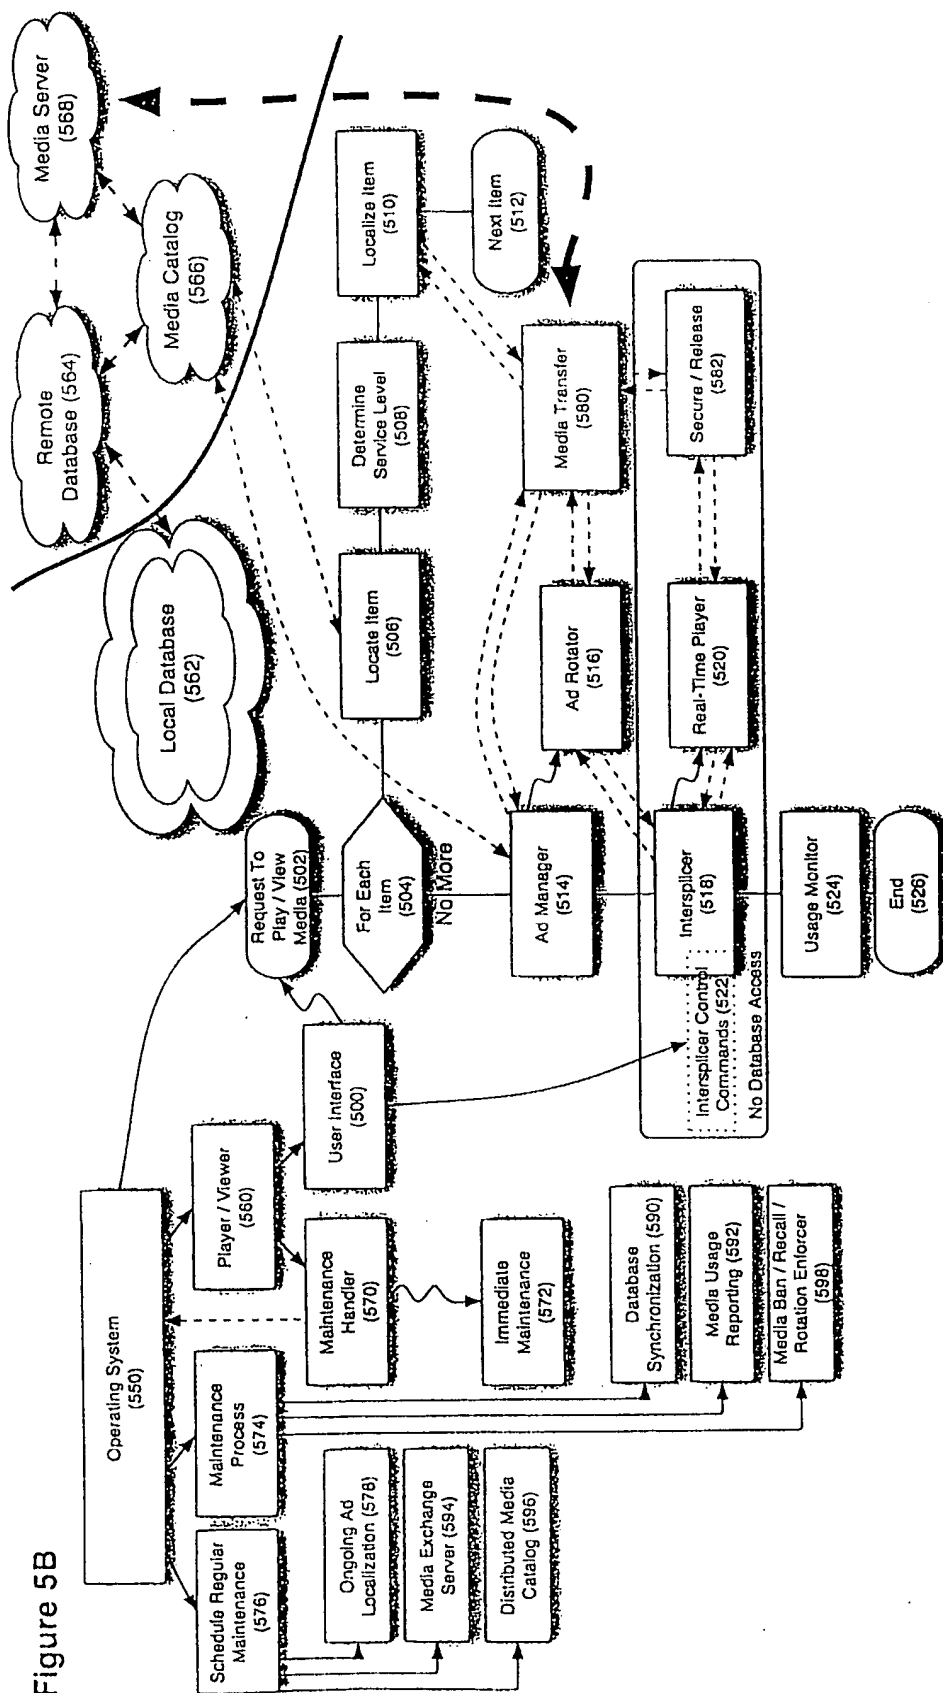 Figure 5B
Operating System
(550)
Schedule Regular
Maintenance
(576)
Maintenance
Process
(574)
Player / Viewer
(560)
Ongoing Ad
Localization (578)
Media Exchange
Server (594)
Distributed Media
Catalog (596)
Maintenance
Handler
(570)
User Interface
(500)
Immediate
Maintenance
(572)
Database
Synchronization (590)
Media Usage
Reporting (592)
Media Ban / Recall /
Rotation Enforcer
(598)
Request To
Play / View
Media (502)
For Each
Item
(504)
No More
Local Database
(562)
Remote
Database (564)
Media Server
(568)
Media Catalog
(566)
Locate Item
(506)
Determine
Service Level
(508)
Localize Item
(510)
Next Item
(512)
Ad Manager
(514)
Ad Rotator
(516)
Media Transfer
(580)
Intersplicer Control
Commands (522)
No Database Access
Intersplicer
(518)
Real-Time Player
(520)
Secure / Release
(582)
Usage Monitor
(524)
End
(526)